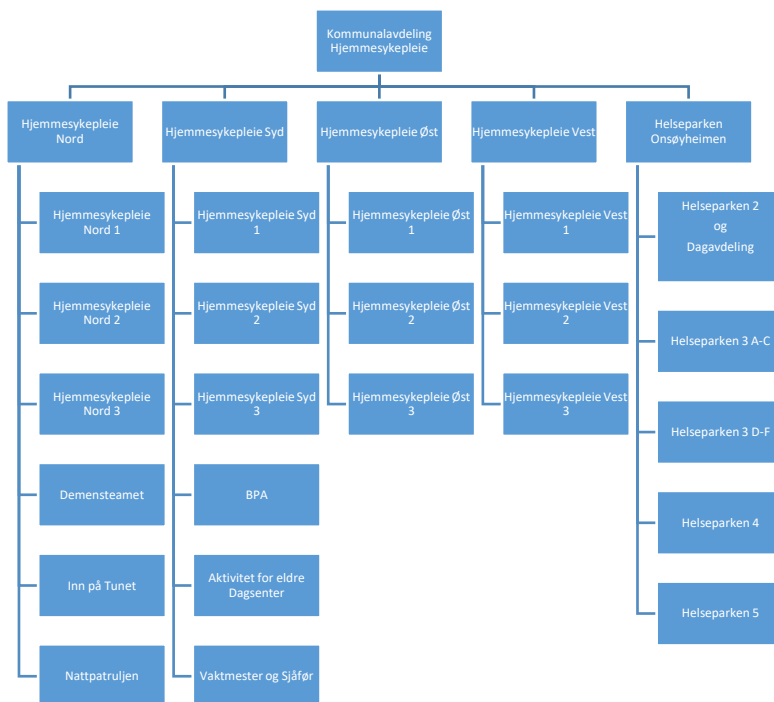 Kommunalavdeling
Hjemmesykepleie
Hjemmesykepleie
Nord
Hjemmesykepleie Syd
Hjemmesykepleie Øst
Hjemmesykepleie Vest
Helseparken
Onsøyheimen
Hjemmesykepleie
Nord 1
Hjemmesykepleie
Nord 2
Hjemmesykepleie
Nord 3
Demensteamet
Inn på Tunet
Nattpatruljen
Hjemmesykepleie Syd
1
Hjemmesykepleie Syd
2
Hjemmesykepleie Syd
3
BPA
Aktivitet for eldre
Dagsenter
Vaktmester og Sjåfør
Hjemmesykepleie Øst
1
Hjemmesykepleie Øst
2
Hjemmesykepleie Øst
3
Hjemmesykepleie Vest
1
Hjemmesykepleie Vest
2
Hjemmesykepleie Vest
3
Helseparken 2
og
Dagavdeling
Helseparken 3 A-C
Helseparken 3 D-F
Helseparken 4
Helseparken 5